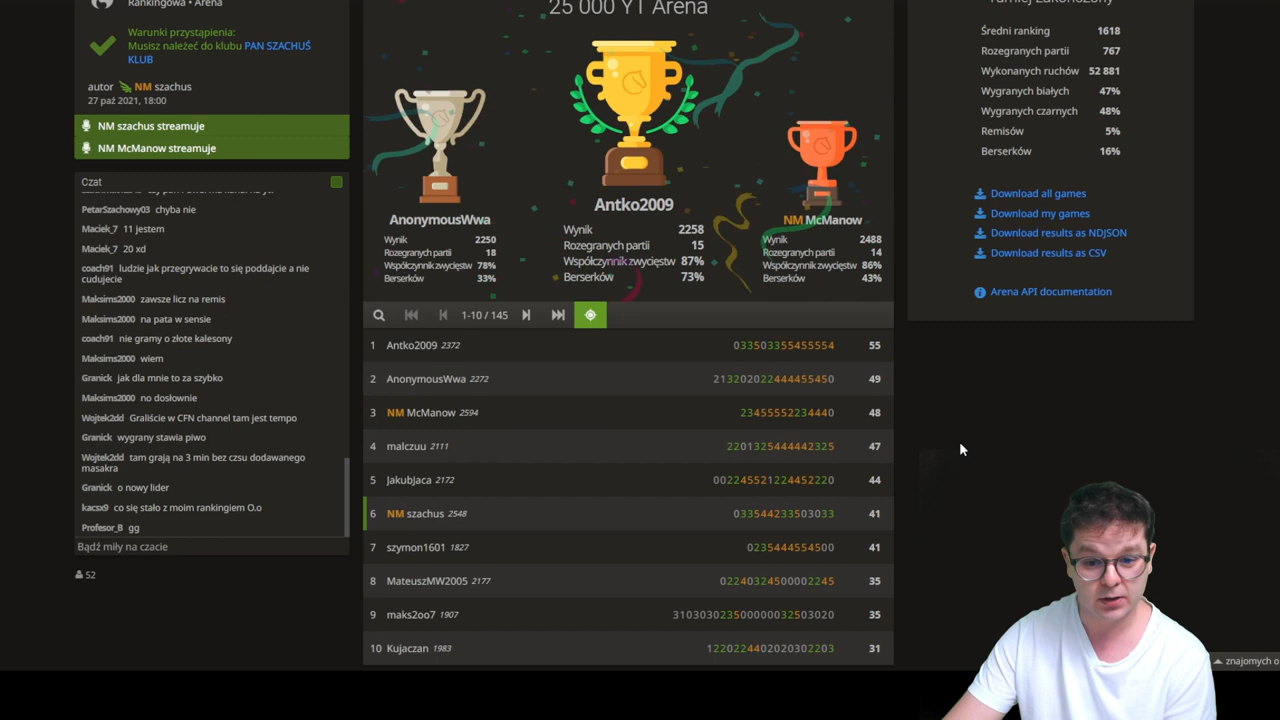 Rankingowa • Arena
Warunki przystąpienia:
Musisz należeć do klubu PAN SZACHUŚ
KLUB
autor NM szachus
27 paź 2021, 18:00
NM szachus streamuje
NM McManow streamuje
Czat
PetarSzachowy03 chyba nie
Maciek_7 11 jestem
Maciek_7 20 xd
coach91 ludzie jak przegrywacie to się poddajcie a nie
cudujecie
Maksims2000 zawsze licz na remis
Maksims2000 na pata w sensie
coach91 nie gramy o złote kalesony
Maksims2000 wiem
Granick jak dla mnie to za szybko
Maksims2000 no dosłownie
Wojtek2dd Graliście w CFN channel tam jest tempo
Granick wygrany stawia piwo
Wojtek2dd tam grają na 3 min bez czsu dodawanego
masakra
Granick o nowy lider
kacsx9 co się stało z moim rankingiem O.o
Profesor_B gg
Bądź miły na czacie
52
25 000 YT Arena
AnonymousWwa
Wynik 2250
Rozegranych partii 18
Współczynnik zwycięstw 78%
Berserków 33%
Antko2009
Wynik 2258
Rozegranych partii 15
Współczynnik zwycięstw 87%
Berserków 73%
NM McManow
Wynik 2488
Rozegranych partii 14
Współczynnik zwycięstw 86%
Berserków 43%
1-10 / 145
1 Antko2009 2372 033503355455554 55
2 AnonymousWwa 2272 213202022444455450 49
3 NM McManow 2594 23455552234440 48
4 malczuu 2111 2201325444442325 47
5 JakubJaca 2172 002245521224452220 44
6 NM szachus 2548 033544233503033 41
7 szymon1601 1827 0235444554500 41
8 MateuszMW2005 2177 022403245000002245 35
9 maks2oo7 1907 310303023500000032503020 35
10 Kujaczan 1983 1220224402020302203 31
Turniej zakończony
Średni ranking 1618
Rozegranych partii 767
Wykonanych ruchów 52 881
Wygranych białych 47%
Wygranych czarnych 48%
Remisów 5%
Berserków 16%
Download all games
Download my games
Download results as NDJSON
Download results as CSV
Arena API documentation
znajomych o